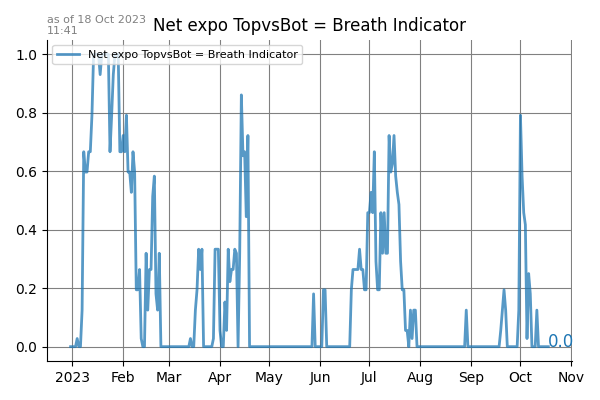 as of 18 Oct 2023
11:41
Net expo TopvsBot = Breath Indicator
Net expo TopvsBot = Breath Indicator
1.0
0.8
0.6
0.4
0.2
0.0
0.0
2023 Feb Mar Apr May Jun Jul Aug Sep Oct Nov